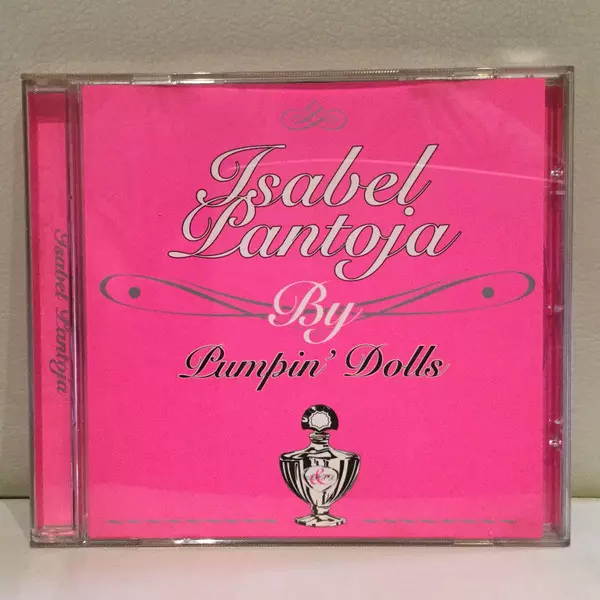 Isabel
Pantoja
By
Pumpin' Dolls
&
Isabel Pantoja